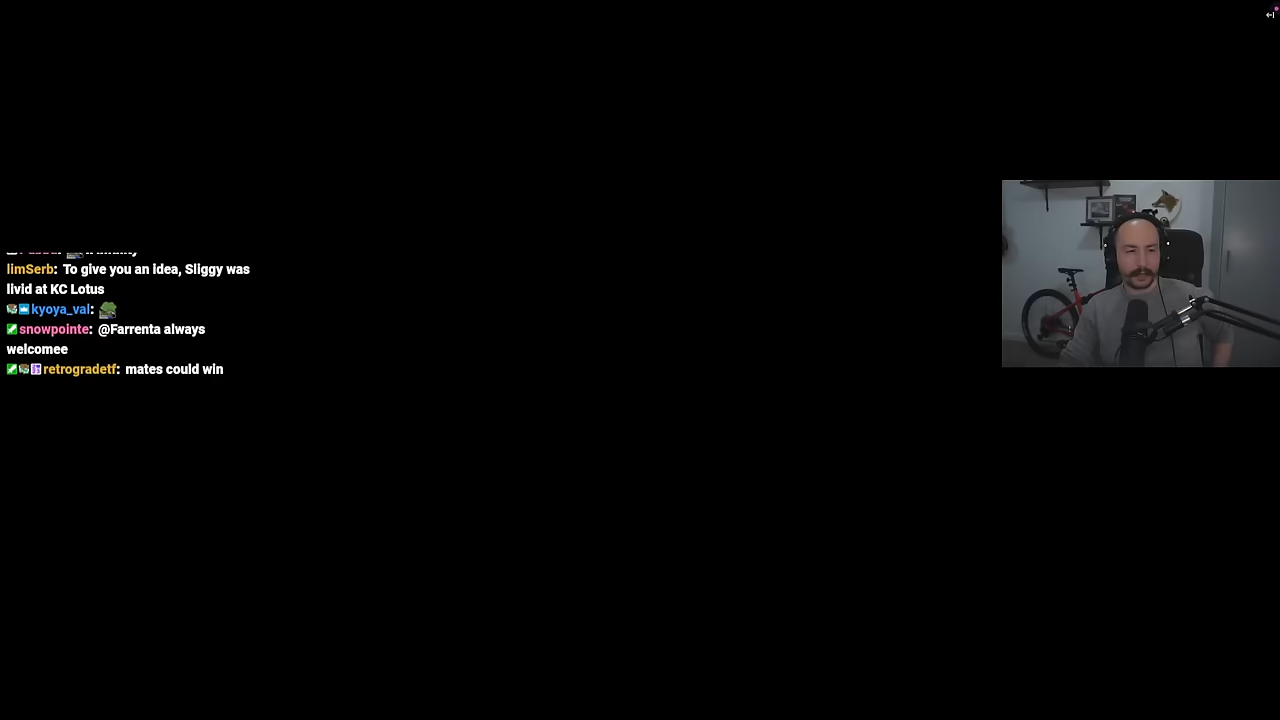 limSerb: To give you an idea, Sliggy was
livid at KC Lotus
kyoya_val:
snowpointe: @Farrenta always
welcomee
retrogradetf: mates could win